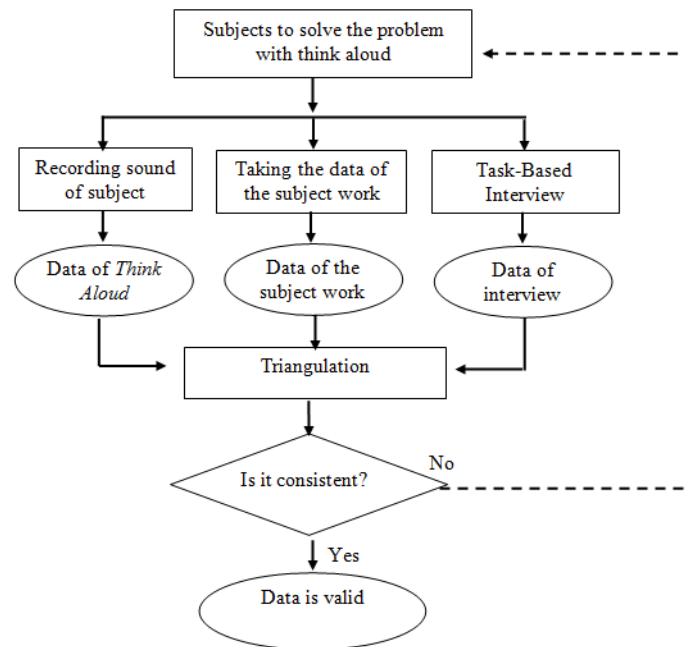 Subjects to solve the problem
with think aloud
Recording sound
of subject
Taking the data of
the subject work
Task-Based
Interview
Data of Think
Aloud
Data of the
subject work
Data of
interview
Triangulation
Is it consistent?
No
Yes
Data is valid